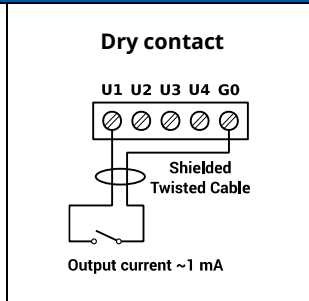 Dry contact
U1 U2 U3 U4 G0
Shielded
Twisted Cable
Output current ~1 mA